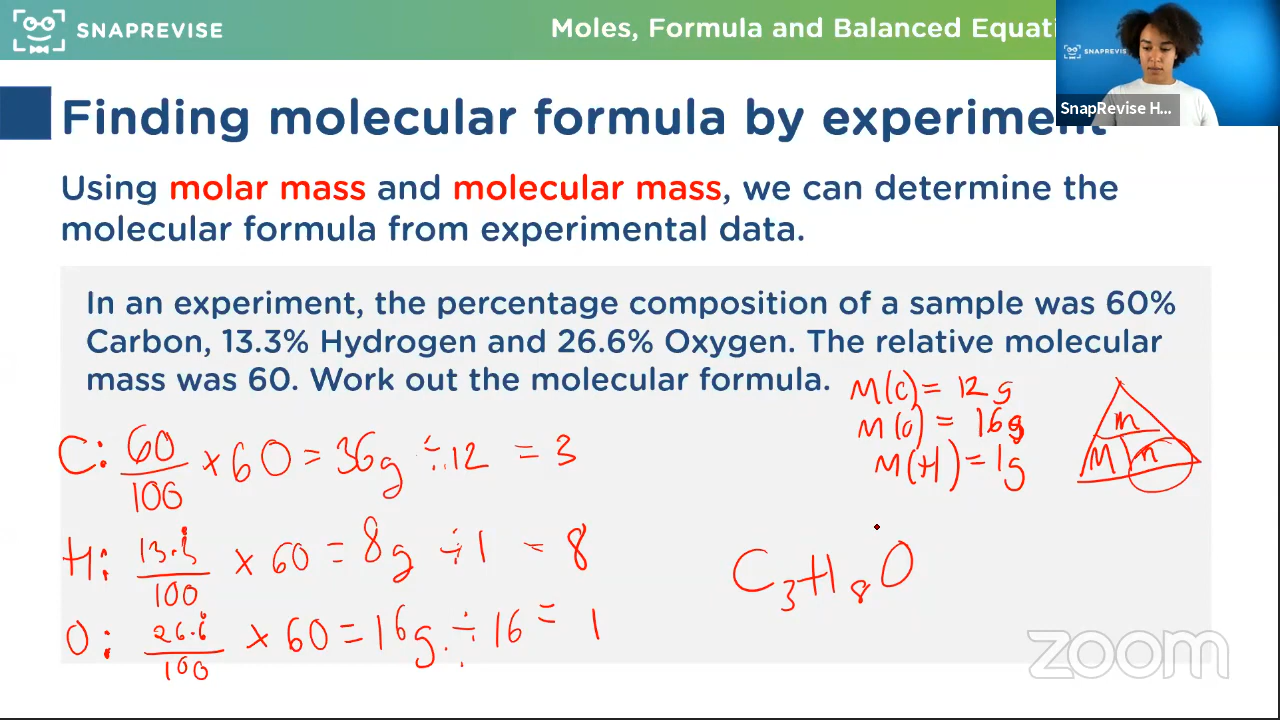 SNAPREVISE
Moles, Formula and Balanced Equati
SNAPREVIS
SnapRevise H...
Finding molecular formula by experiment
Using molar mass and molecular mass, we can determine the
molecular formula from experimental data.
In an experiment, the percentage composition of a sample was 60%
Carbon, 13.3% Hydrogen and 26.6% Oxygen. The relative molecular
mass was 60. Work out the molecular formula.
M(C) = 12g
M(O) = 16g
M(H) = 1g
m
M n
C: 60/100 × 60 = 36g ÷ 12 = 3
H: 13.3̇/100 × 60 = 8g ÷ 1 = 8
O: 26.6̇/100 × 60 = 16g ÷ 16 = 1
C₃H₈O
zoom